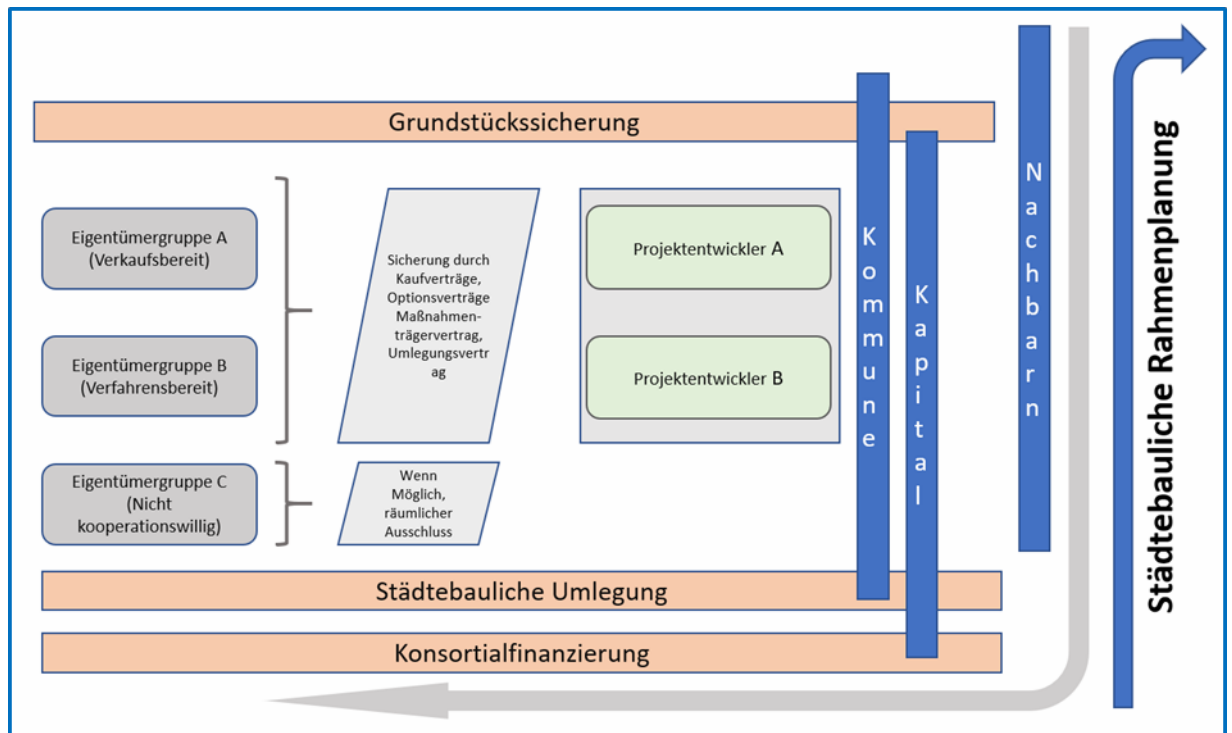 Grundstückssicherung
Eigentümergruppe A
(Verkaufsbereit)
Eigentümergruppe B
(Verfahrensbereit)
Eigentümergruppe C
(Nicht
kooperationswillig)
Sicherung durch
Kaufverträge,
Optionsverträge
Maßnahmen-
trägervertrag,
Umlegungsvertr
ag
Wenn
Möglich,
räumlicher
Ausschluss
Projektentwickler A
Projektentwickler B
Kommune
Kapital
Nachbarn
Städtebauliche Rahmenplanung
Städtebauliche Umlegung
Konsortialfinanzierung